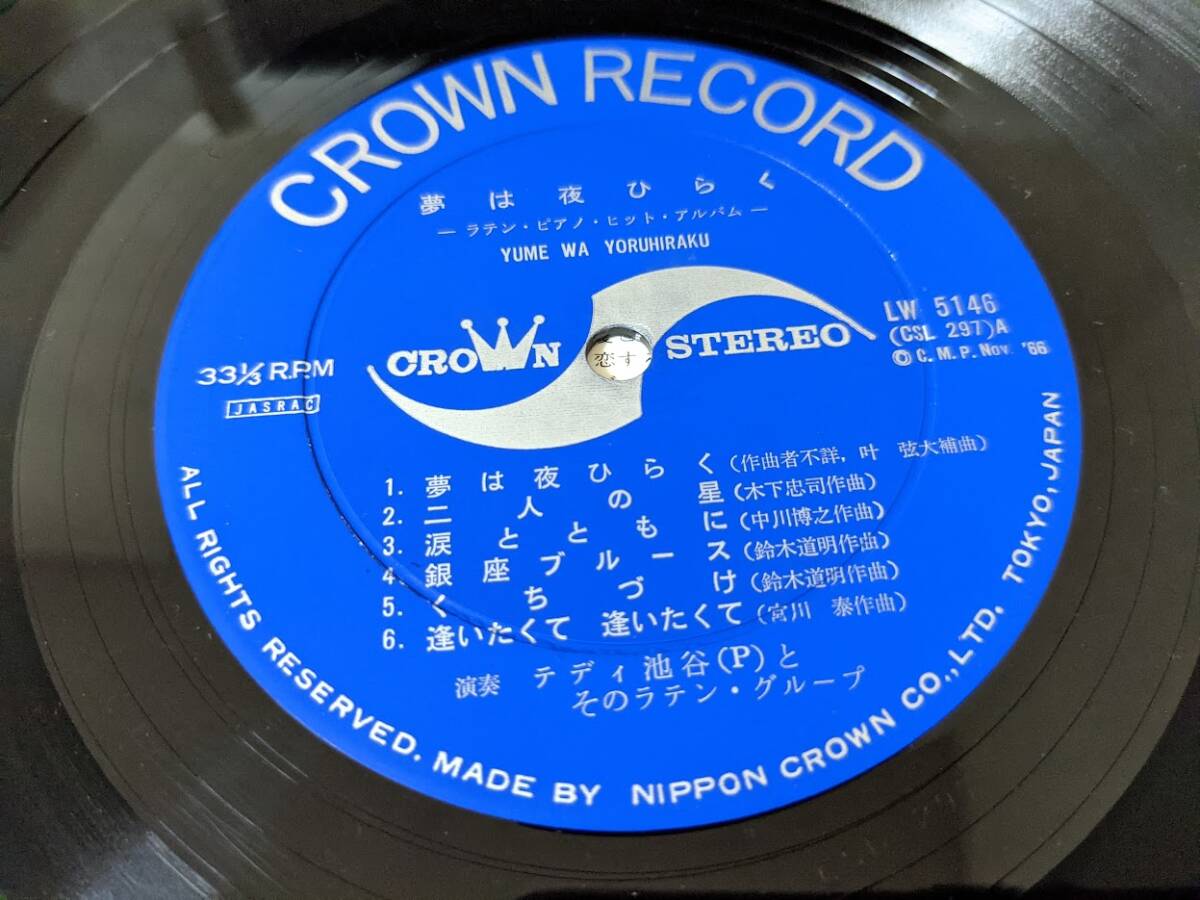 CROWN RECORD
夢は夜ひらく
— ラテン・ピアノ・ヒット・アルバム —
YUME WA YORUHIRAKU
CROWN STEREO
恋す
LW 5146
(CSL 297)A
© C. M. P. Nov. '66
33⅓ R.P.M
JASRAC
1. 夢は夜ひらく(作曲者不詳，叶 弦大補曲)
2. 二人の星(木下忠司作曲)
3. 涙とともに(中川博之作曲)
4. 銀座ブルース(鈴木道明作曲)
5. くちづけ(鈴木道明作曲)
6. 逢いたくて 逢いたくて(宮川 泰作曲)
演奏 テディ池谷(P)と
そのラテン・グループ
ALL RIGHTS RESERVED. MADE BY NIPPON CROWN CO., LTD. TOKYO, JAPAN